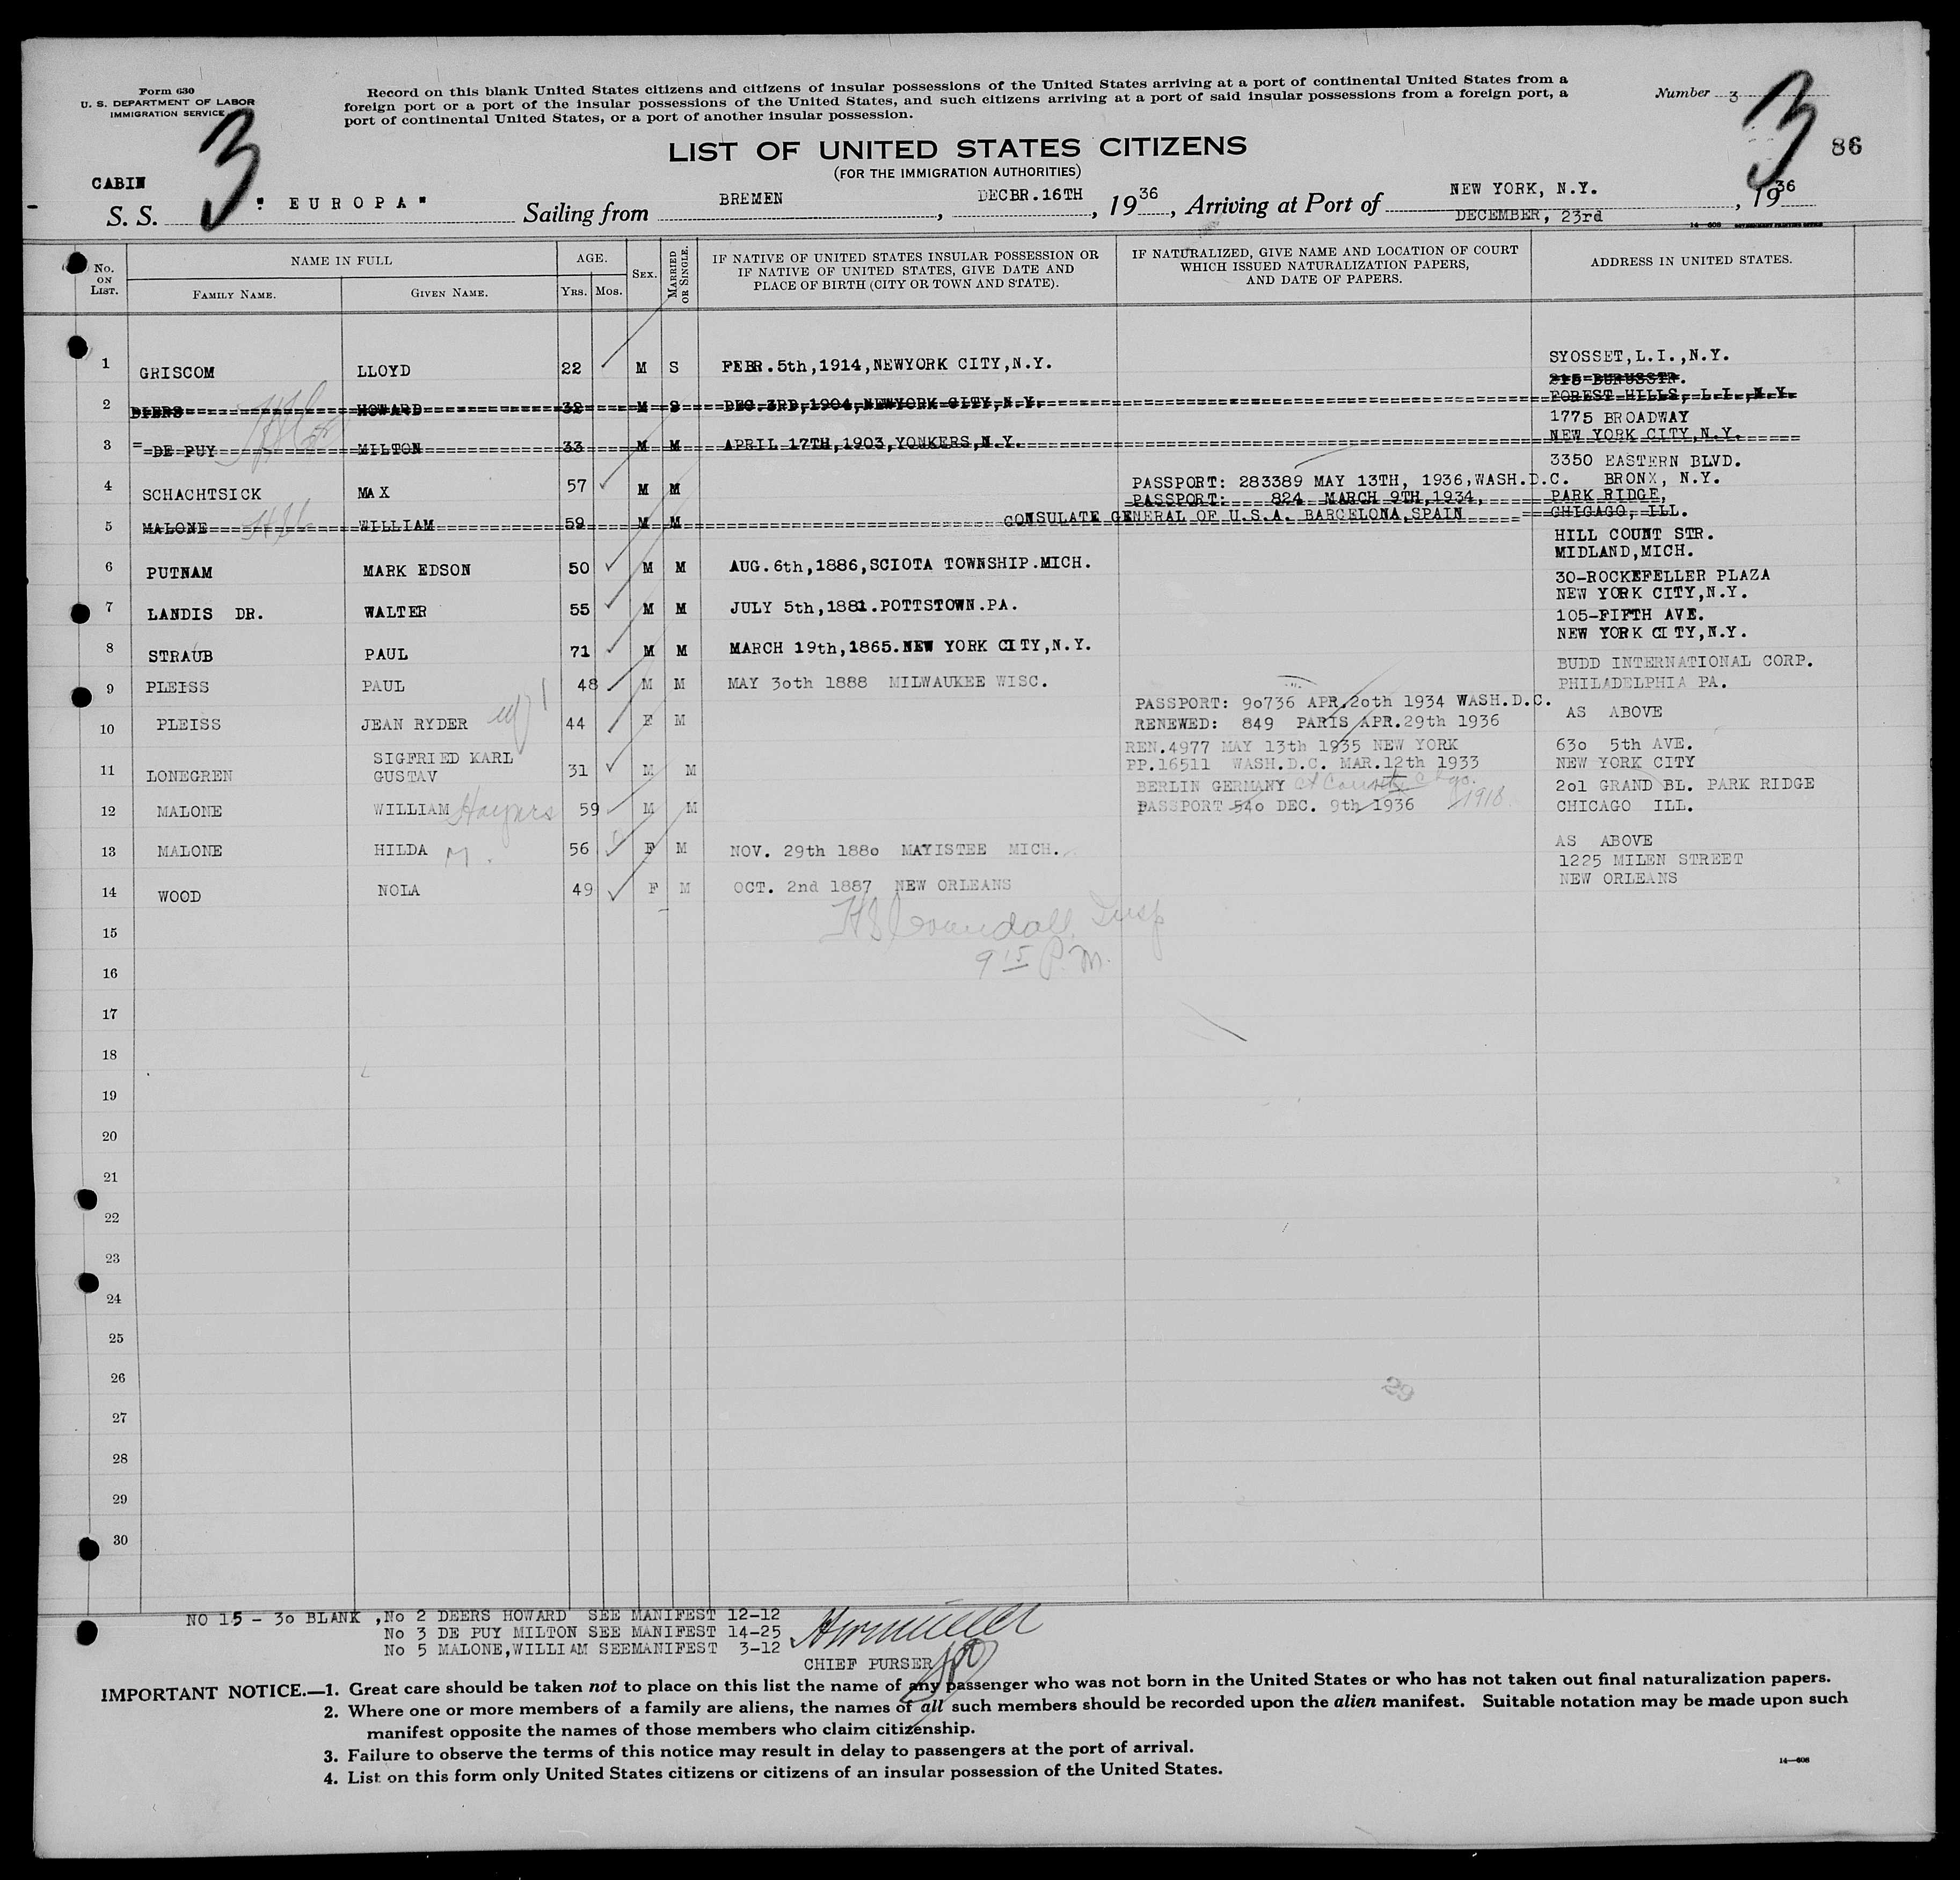 Form 630
U. S. DEPARTMENT OF LABOR
IMMIGRATION SERVICE
Record on this blank United States citizens and citizens of insular possessions of the United States arriving at a port of continental United States from a
foreign port or a port of the insular possessions of the United States, and such citizens arriving at a port of said insular possessions from a foreign port, a
port of continental United States, or a port of another insular possession.
Number 3
3
3
86
LIST OF UNITED STATES CITIZENS
(FOR THE IMMIGRATION AUTHORITIES)
CABIN
S. S. " EUROPA" Sailing from BREMEN, DECBR.16TH, 1936, Arriving at Port of NEW YORK, N.Y. DECEMBER, 23rd, 1936
14—608
No. ON LIST. NAME IN FULL AGE. SEX. MARRIED OR SINGLE. IF NATIVE OF UNITED STATES INSULAR POSSESSION OR IF NATIVE OF UNITED STATES, GIVE DATE AND PLACE OF BIRTH (CITY OR TOWN AND STATE). IF NATURALIZED, GIVE NAME AND LOCATION OF COURT WHICH ISSUED NATURALIZATION PAPERS, AND DATE OF PAPERS. ADDRESS IN UNITED STATES.
FAMILY NAME. GIVEN NAME. YRS. MOS.
1 GRISCOM LLOYD 22 M S FEBR.5th,1914,NEWYORK CITY,N.Y. SYOSSET,L.I.,N.Y.
2 DIERS HOWARD 32 M S DEC.3RD,1904,NEWYORK CITY,N.Y. FOREST HILLS, L.I.,N.Y.
3 DE PUY MILTON 33 M M APRIL 17TH,1903,YONKERS,N.Y. 1775 BROADWAY
NEW YORK CITY,N.Y.
4 SCHACHTSICK MAX 57 M M PASSPORT: 283389 MAY 13TH, 1936,WASH.D.C. 3350 EASTERN BLVD.
BRONX, N.Y.
5 MALONE WILLIAM 59 M M PASSPORT: 824 MARCH 9TH,1934, PARK RIDGE,
CONSULATE GENERAL OF U.S.A. BARCELONA,SPAIN CHICAGO, ILL.
6 PUTNAM MARK EDSON 50 M M AUG.6th,1886,SCIOTA TOWNSHIP.MICH. HILL COUNT STR.
MIDLAND,MICH.
7 LANDIS DR. WALTER 55 M M JULY 5th,1881.POTTSTOWN.PA. 30-ROCKEFELLER PLAZA
NEW YORK CITY,N.Y.
8 STRAUB PAUL 71 M M MARCH 19th,1865.NEW YORK CITY,N.Y. 105-FIFTH AVE.
NEW YORK CITY,N.Y.
9 PLEISS PAUL 48 M M MAY 3oth 1888 MILWAUKEE WISC. BUDD INTERNATIONAL CORP.
PHILADELPHIA PA.
10 PLEISS JEAN RYDER 44 F M PASSPORT: 9o736 APR.2oth 1934 WASH.D.C.
RENEWED: 849 PARIS APR.29th 1936 AS ABOVE
11 LONEGREN SIGFRIED KARL
GUSTAV 31 M M REN.4977 MAY 13th 1935 NEW YORK
PP.16511 WASH.D.C. MAR.12th 1933 63o 5th AVE.
NEW YORK CITY
12 MALONE WILLIAM 59 M M BERLIN GERMANY
PASSPORT 54o DEC. 9th 1936 1918 2o1 GRAND BL. PARK RIDGE
CHICAGO ILL.
13 MALONE HILDA M. 56 F M NOV. 29th 188o MAYISTEE MICH. AS ABOVE
14 WOOD NOLA 49 F M OCT. 2nd 1887 NEW ORLEANS 1225 MILEN STREET
NEW ORLEANS
15 Crandall, Insp
9 15 P.M.
16
17
18
19
20
21
22
23
24
25
26
29
27
28
29
30
NO 15 - 3o BLANK ,No 2 DEERS HOWARD SEE MANIFEST 12-12
No 3 DE PUY MILTON SEE MANIFEST 14-25
No 5 MALONE,WILLIAM SEEMANIFEST 3-12
CHIEF PURSER
IMPORTANT NOTICE.—1. Great care should be taken not to place on this list the name of any passenger who was not born in the United States or who has not taken out final naturalization papers.
2. Where one or more members of a family are aliens, the names of all such members should be recorded upon the alien manifest. Suitable notation may be made upon such
manifest opposite the names of those members who claim citizenship.
3. Failure to observe the terms of this notice may result in delay to passengers at the port of arrival.
4. List on this form only United States citizens or citizens of an insular possession of the United States.
14—608